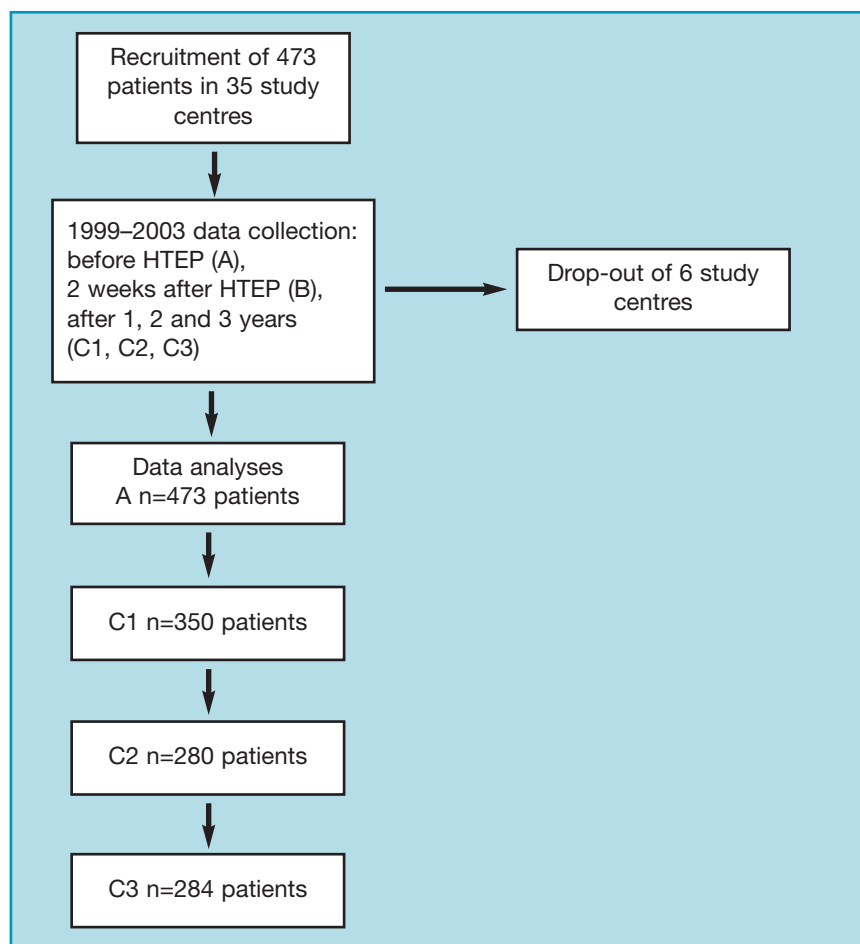 Recruitment of 473
patients in 35 study
centres
1999–2003 data collection:
before HTEP (A),
2 weeks after HTEP (B),
after 1, 2 and 3 years
(C1, C2, C3)
Drop-out of 6 study
centres
Data analyses
A n=473 patients
C1 n=350 patients
C2 n=280 patients
C3 n=284 patients